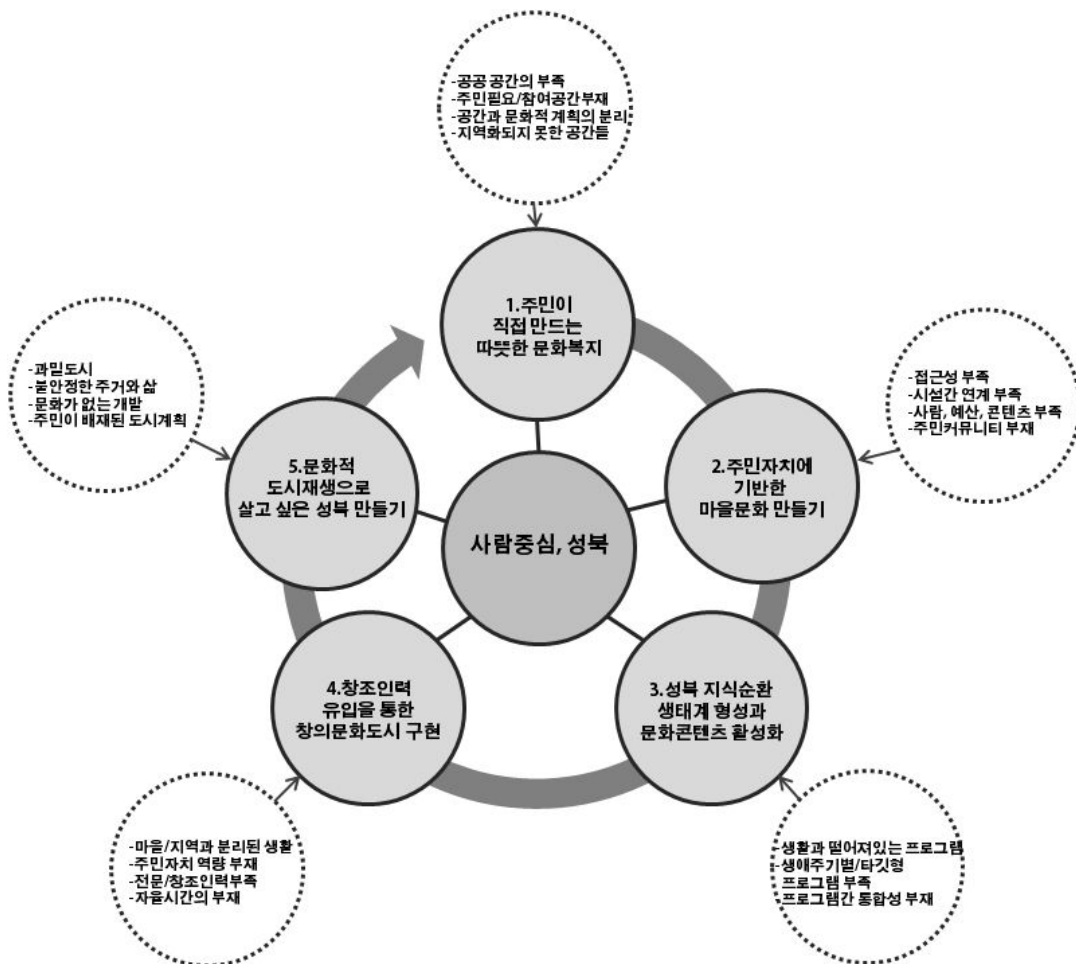 -공공 공간의 부족
-주민필요/참여공간부재
-공간과 문화적 계획의 분리
-지역화되지 못한 공간들
1.주민이
직접 만드는
따뜻한 문화복지
-과밀도시
-불안정한 주거와 삶
-문화가 없는 개발
-주민이 배재된 도시계획
-접근성 부족
-시설간 연계 부족
-사람, 예산, 콘텐츠 부족
-주민커뮤니티 부재
5.문화적
도시재생으로
살고 싶은 성북 만들기
2.주민자치에
기반한
마을문화 만들기
사람중심, 성북
4.창조인력
유입을 통한
창의문화도시 구현
3.성북 지식순환
생태계 형성과
문화콘텐츠 활성화
-마을/지역과 분리된 생활
-주민자치 역량 부재
-전문/창조인력부족
-자율시간의 부재
-생활과 떨어져있는 프로그램
-생애주기별/타깃형
프로그램 부족
-프로그램간 통합성 부재